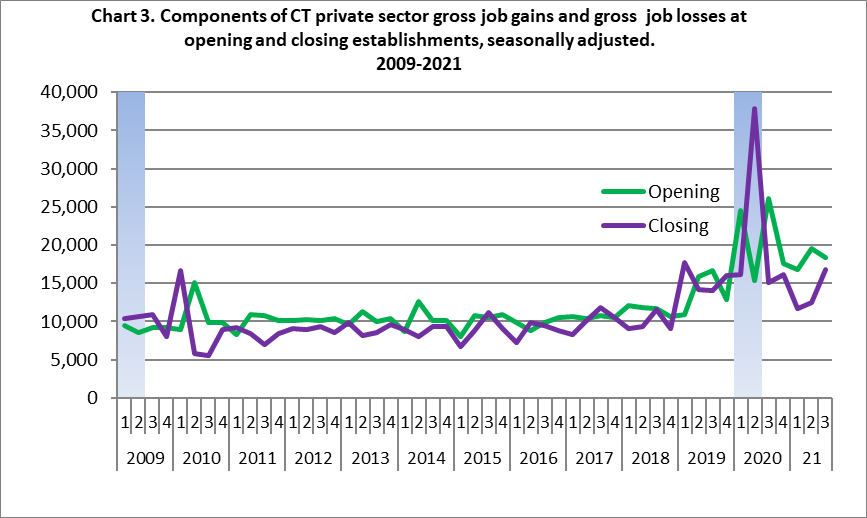 Chart 3. Components of CT private sector gross job gains and gross job losses at
opening and closing establishments, seasonally adjusted.
2009-2021
40,000
35,000
30,000
25,000
20,000
15,000
10,000
5,000
0
Opening
Closing
1 2 3 4 1 2 3 4 1 2 3 4 1 2 3 4 1 2 3 4 1 2 3 4 1 2 3 4 1 2 3 4 1 2 3 4 1 2 3 4 1 2 3 4 1 2 3 4 1 2 3
2009 2010 2011 2012 2013 2014 2015 2016 2017 2018 2019 2020 21